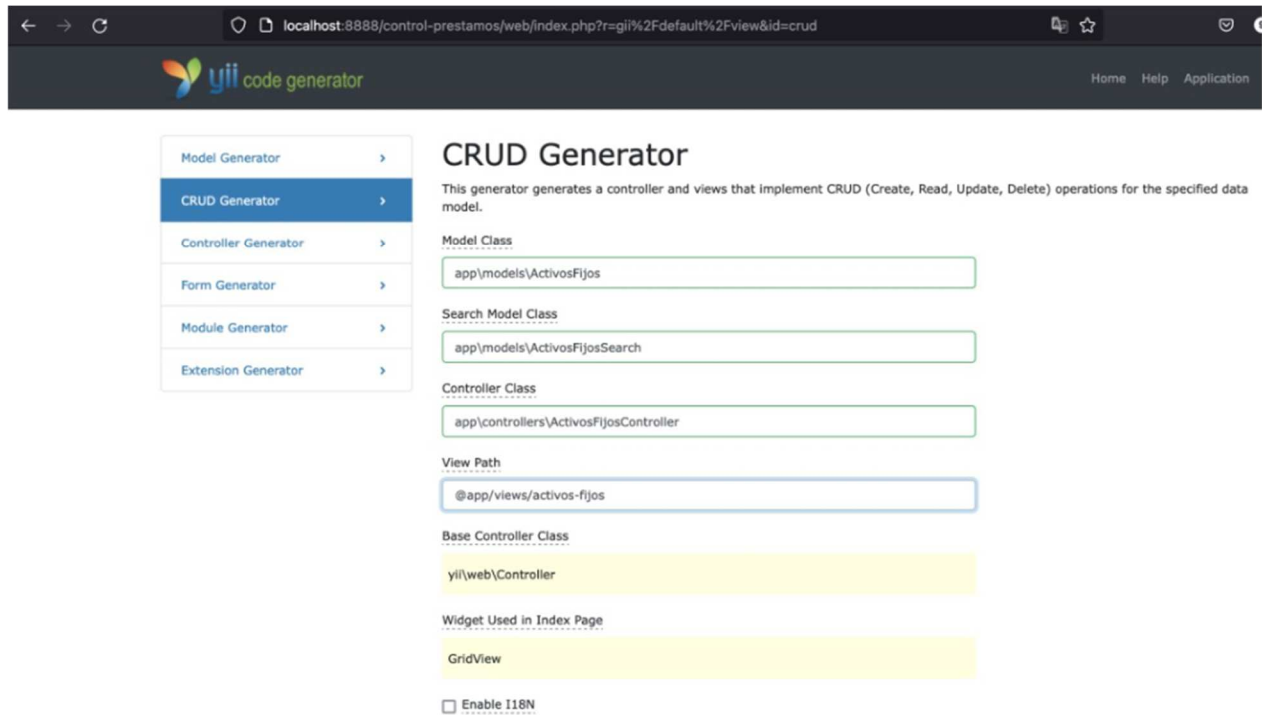 localhost:8888/control-prestamos/web/index.php?r=gii%2Fdefault%2Fview&id=crud
yii code generator
Home Help Application
Model Generator
CRUD Generator
Controller Generator
Form Generator
Module Generator
Extension Generator
CRUD Generator
This generator generates a controller and views that implement CRUD (Create, Read, Update, Delete) operations for the specified data
model.
Model Class
app\models\ActivosFijos
Search Model Class
app\models\ActivosFijosSearch
Controller Class
app\controllers\ActivosFijosController
View Path
@app/views/activos-fijos
Base Controller Class
yii\web\Controller
Widget Used in Index Page
GridView
Enable I18N